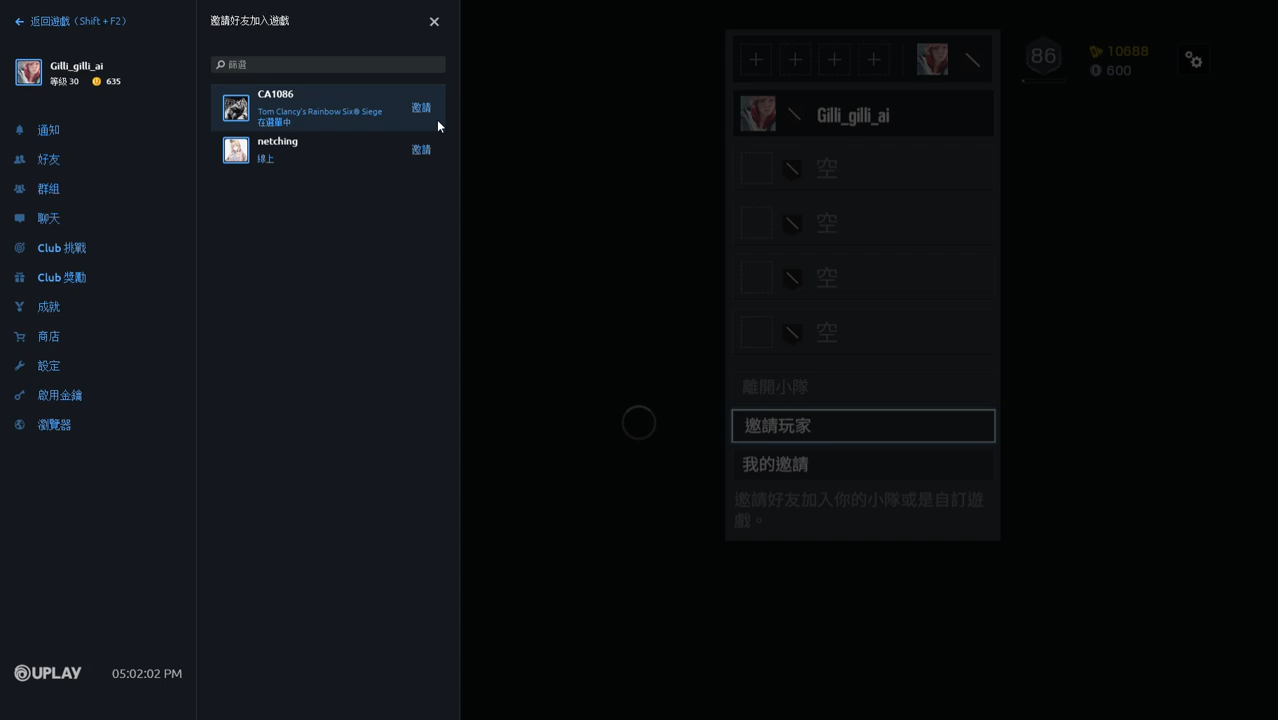 返回遊戲（Shift + F2）
Gilli_gilli_ai
等級 30 635
通知
好友
群組
聊天
Club 挑戰
Club 獎勵
成就
商店
設定
啟用金鑰
瀏覽器
UPLAY 05:02:02 PM
邀請好友加入遊戲
篩選
CA1086
Tom Clancy's Rainbow Six® Siege
在選單中
邀請
netching
線上
邀請
Gilli_gilli_ai
空
空
空
空
離開小隊
邀請玩家
我的邀請
邀請好友加入你的小隊或是自訂遊
戲。
86
10688
600